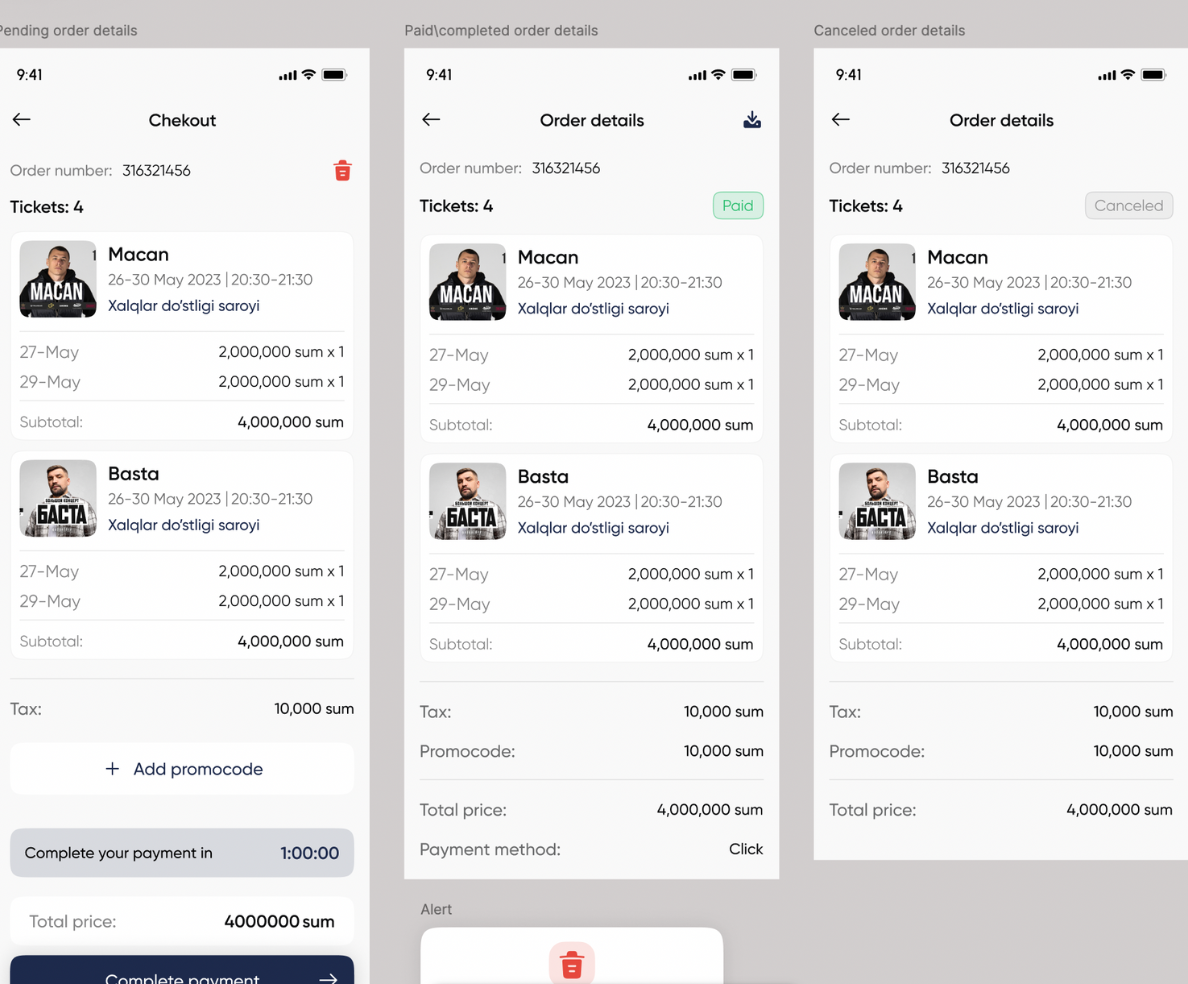 Pending order details
9:41
Chekout
Order number: 316321456
Tickets: 4
MACAN
Macan
26-30 May 2023 | 20:30-21:30
Xalqlar do‘stligi saroyi
27-May 2,000,000 sum x 1
29-May 2,000,000 sum x 1
Subtotal: 4,000,000 sum
БАСТА
Basta
26-30 May 2023 | 20:30-21:30
Xalqlar do‘stligi saroyi
27-May 2,000,000 sum x 1
29-May 2,000,000 sum x 1
Subtotal: 4,000,000 sum
Tax: 10,000 sum
+ Add promocode
Complete your payment in 1:00:00
Total price: 4000000 sum
Complete payment
Paid\completed order details
9:41
Order details
Order number: 316321456
Tickets: 4 Paid
MACAN
Macan
26-30 May 2023 | 20:30-21:30
Xalqlar do‘stligi saroyi
27-May 2,000,000 sum x 1
29-May 2,000,000 sum x 1
Subtotal: 4,000,000 sum
БАСТА
Basta
26-30 May 2023 | 20:30-21:30
Xalqlar do‘stligi saroyi
27-May 2,000,000 sum x 1
29-May 2,000,000 sum x 1
Subtotal: 4,000,000 sum
Tax: 10,000 sum
Promocode: 10,000 sum
Total price: 4,000,000 sum
Payment method: Click
Alert
Canceled order details
9:41
Order details
Order number: 316321456
Tickets: 4 Canceled
MACAN
Macan
26-30 May 2023 | 20:30-21:30
Xalqlar do‘stligi saroyi
27-May 2,000,000 sum x 1
29-May 2,000,000 sum x 1
Subtotal: 4,000,000 sum
БАСТА
Basta
26-30 May 2023 | 20:30-21:30
Xalqlar do‘stligi saroyi
27-May 2,000,000 sum x 1
29-May 2,000,000 sum x 1
Subtotal: 4,000,000 sum
Tax: 10,000 sum
Promocode: 10,000 sum
Total price: 4,000,000 sum